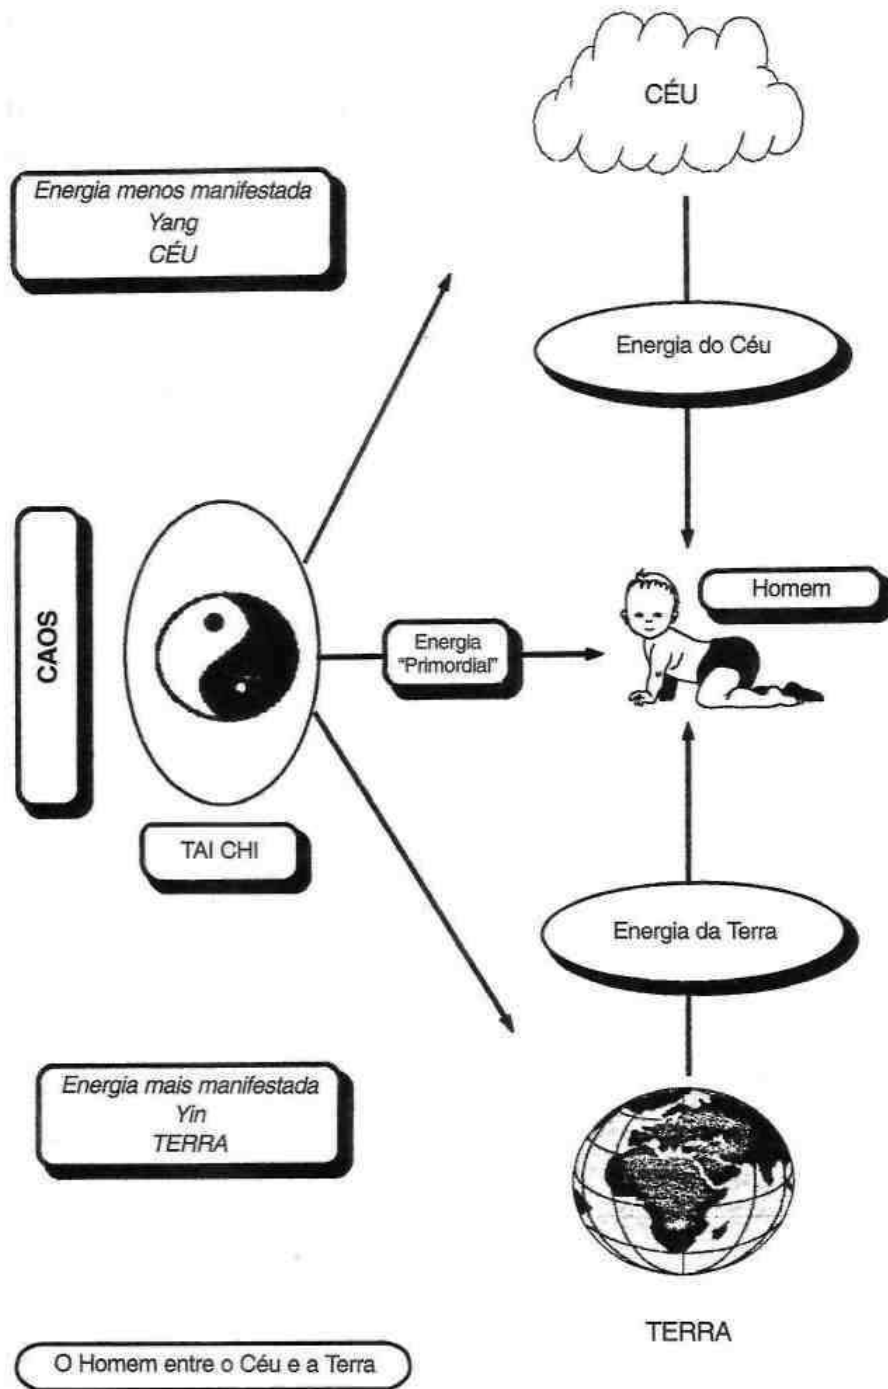 CÉU
Energia menos manifestada
Yang
CÉU
Energia do Céu
CAOS
Homem
Energia
"Primordial"
TAI CHI
Energia da Terra
Energia mais manifestada
Yin
TERRA
TERRA
O Homem entre o Céu e a Terra